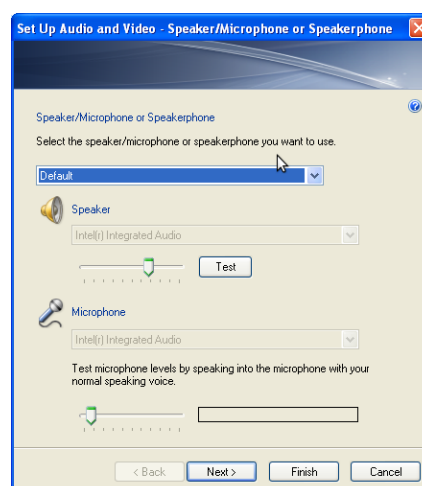 Set Up Audio and Video - Speaker/Microphone or Speakerphone
Speaker/Microphone or Speakerphone
Select the speaker/microphone or speakerphone you want to use.
Default
Speaker
Intel(r) Integrated Audio
Test
Microphone
Intel(r) Integrated Audio
Test microphone levels by speaking into the microphone with your
normal speaking voice.
< Back Next > Finish Cancel